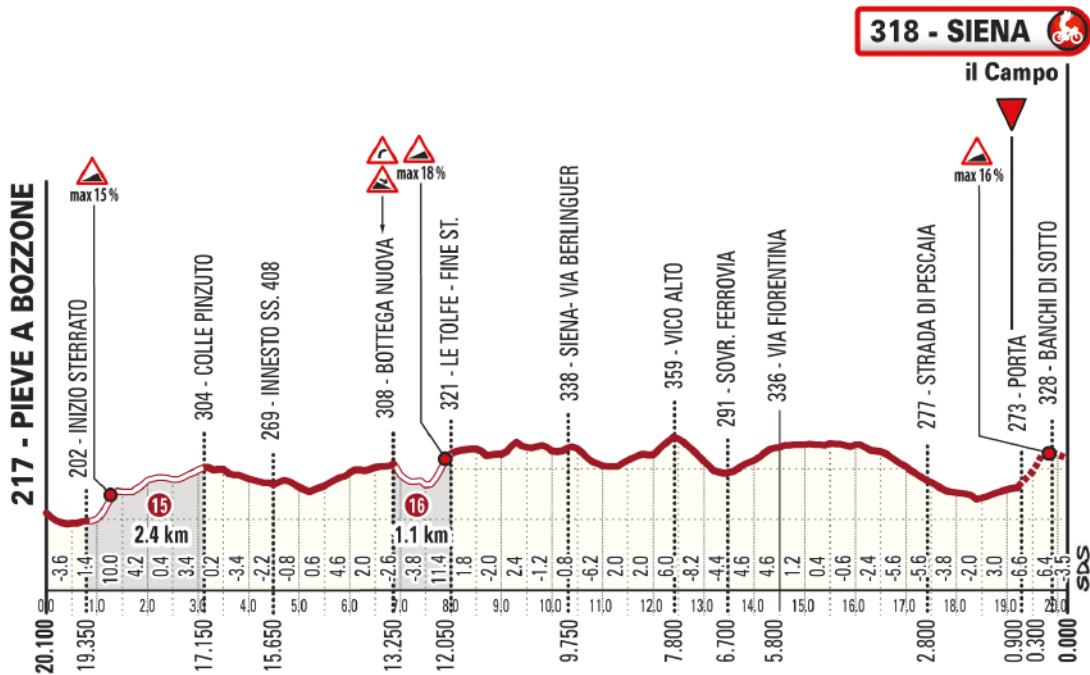 318 - SIENA
il Campo
max 15 %
max 18%
max 16%
217 - PIEVE A BOZZONE
202 - INIZIO STERRATO
304 - COLLE PINZUTO
269 - INNESTO SS. 408
308 - BOTTEGA NUOVA
321 - LE TOLFE - FINE ST.
338 - SIENA- VIA BERLINGUER
359 - VICO ALTO
291 - SOVR. FERROVIA
336 - VIA FIORENTINA
277 - STRADA DI PESCAIA
273 - PORTA
328 - BANCHI DI SOTTO
15
2.4 km
16
1.1 km
-3.6 -1.4 10.0 4.2 0.4 3.4 0.2 -3.4 -2.2 -0.8 0.6 4.6 2.0 -2.6 -3.8 11.4 1.8 -2.0 2.4 -1.2 -0.8 -6.2 2.0 2.0 6.0 -8.2 -4.4 4.6 4.6 1.2 0.4 -0.6 -2.4 -5.6 -5.6 -3.8 -2.0 3.0 -6.6 6.4 -3.5
SDS
0.0 1.0 2.0 3.0 4.0 5.0 6.0 7.0 8.0 9.0 10.0 11.0 12.0 13.0 14.0 15.0 16.0 17.0 18.0 19.0 20.0
20.100 19.350 17.150 15.650 13.250 12.050 9.750 7.800 6.700 5.800 2.800 0.900 0.300 0.000